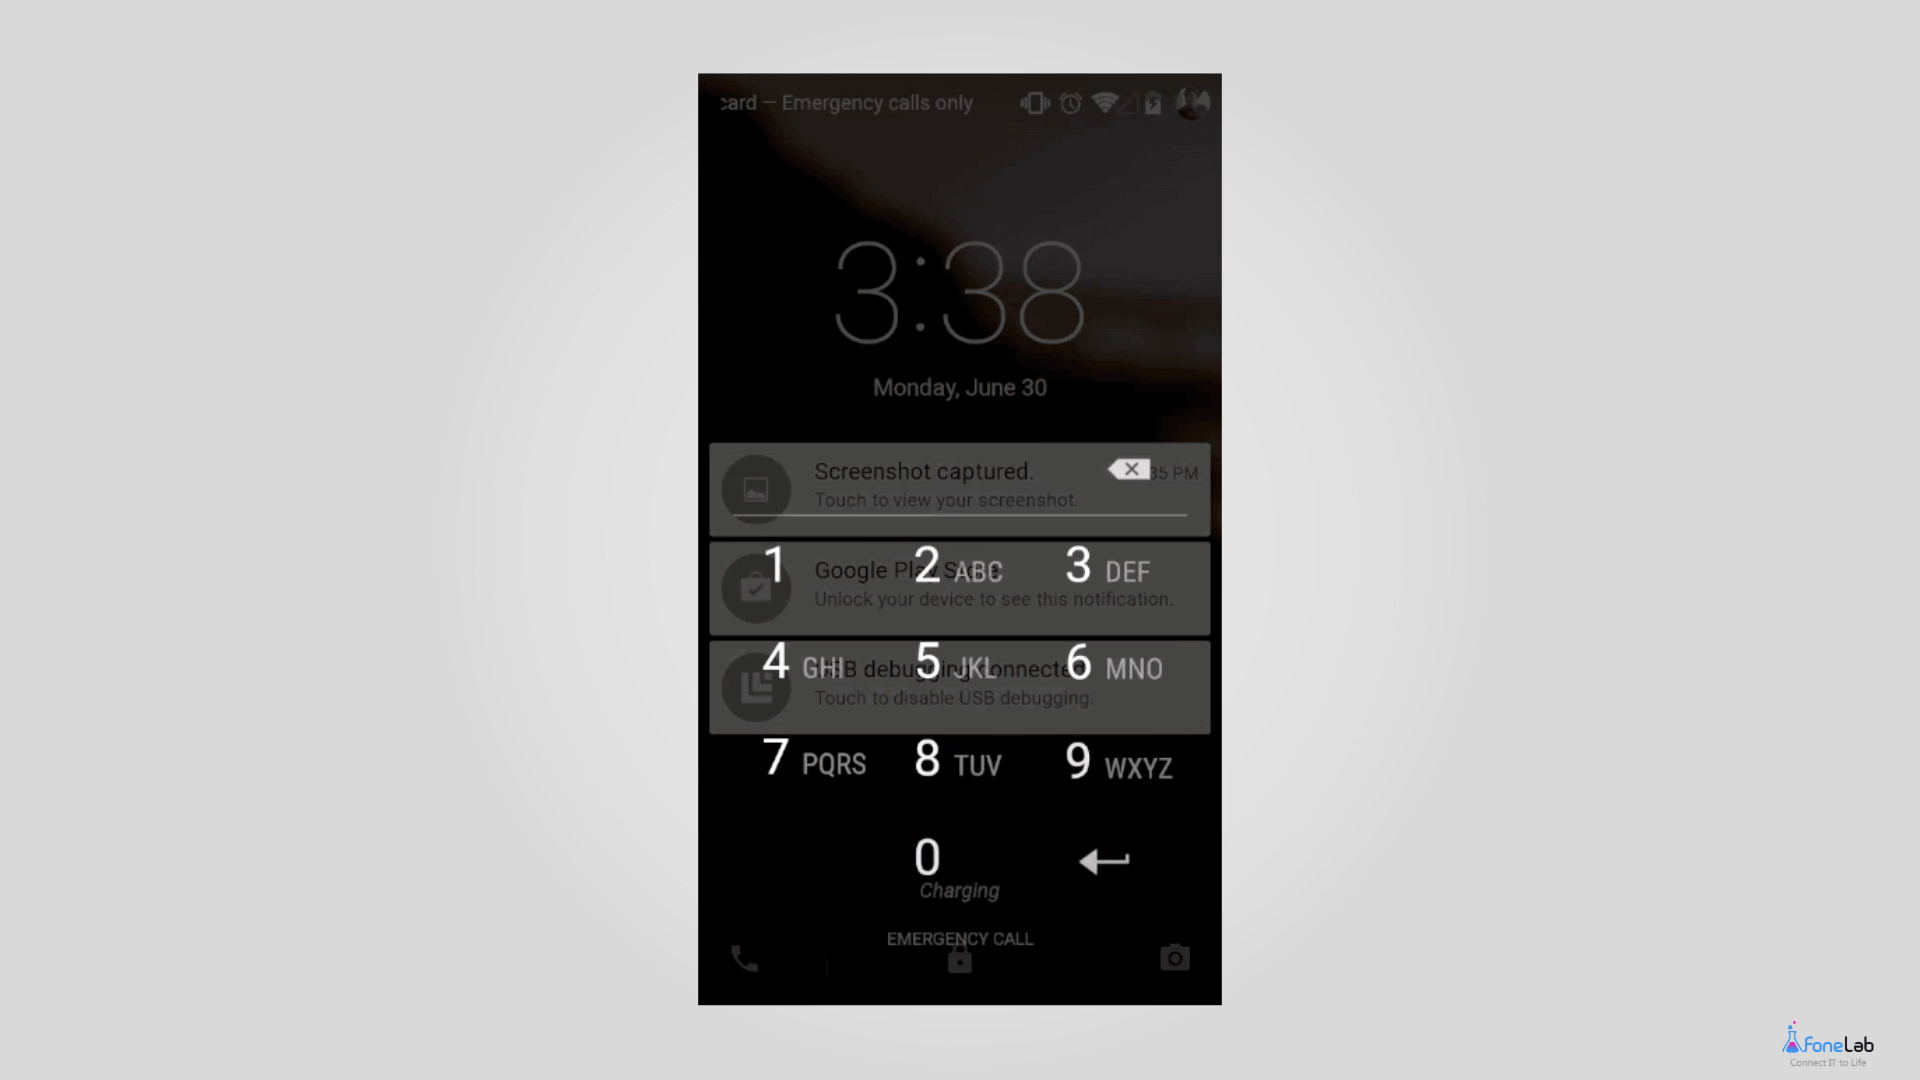 card — Emergency calls only
3:38
Monday, June 30
Screenshot captured.
35 PM
Touch to view your screenshot.
1
2 ABC
3 DEF
Google Play Store
Unlock your device to see this notification.
4 GHI
5 JKL
6 MNO
USB debugging connected
Touch to disable USB debugging.
7 PQRS
8 TUV
9 WXYZ
0
Charging
EMERGENCY CALL
FoneLab
Connect IT to Life